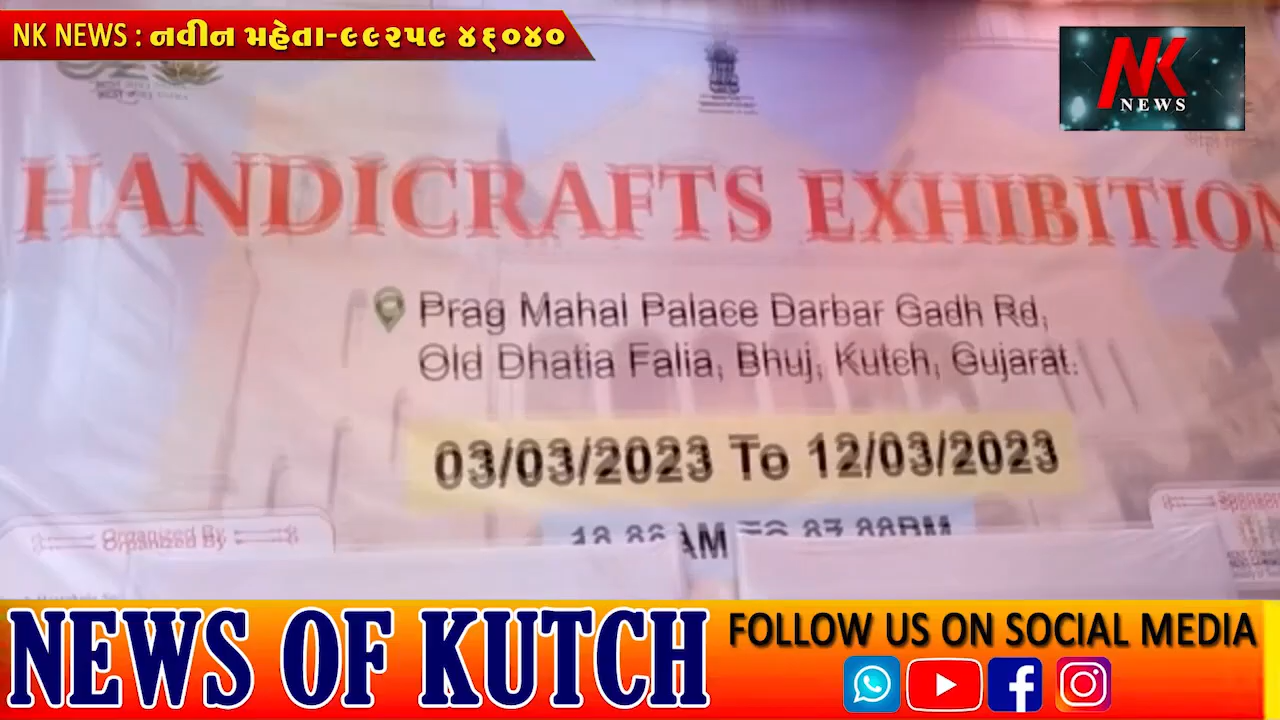 NK NEWS : નવીન મહેતા-૯૯૨૫૯ ૪૬૦૪૦
NK
NEWS
HANDICRAFTS EXHIBITION
Prag Mahal Palace Darbar Gadh Rd,
Old Dhatia Falia, Bhuj, Kutch, Gujarat.
03/03/2023 To 12/03/2023
Organized By
NEWS OF KUTCH
FOLLOW US ON SOCIAL MEDIA